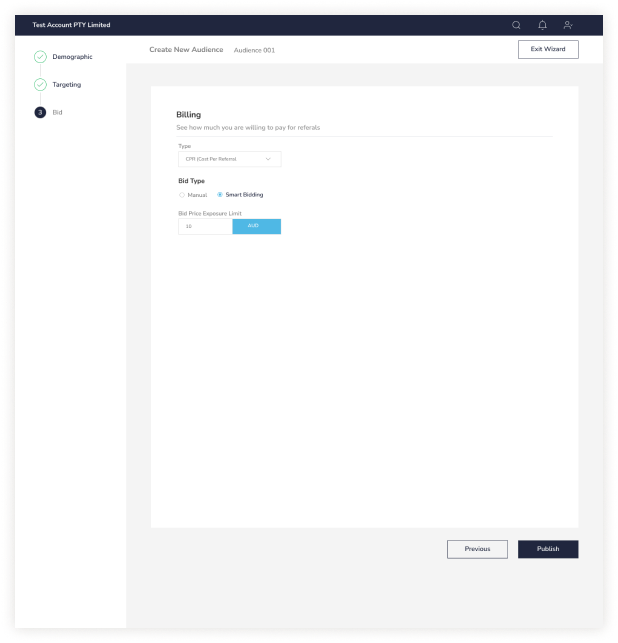 Test Account PTY Limited
Create New Audience Audience 001
Exit Wizard
Demographic
Targeting
3 Bid
Billing
See how much you are willing to pay for referals
Type
CPR (Cost Per Referral)
Bid Type
Manual Smart Bidding
Bid Price Exposure Limit
10 AUD
Previous Publish